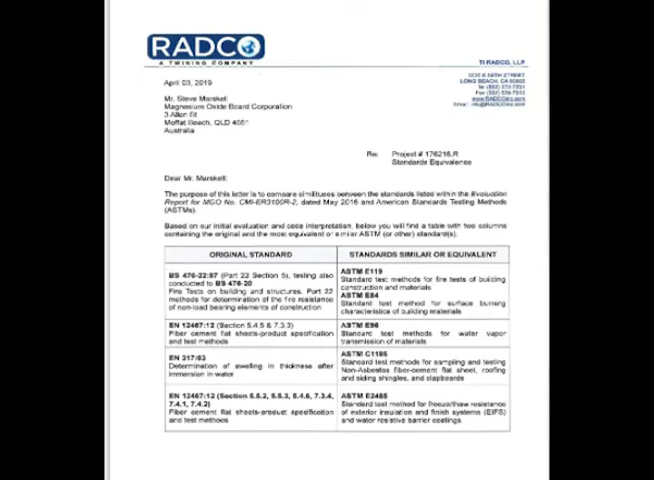 RADCO
A TWINING COMPANY
TI RADCO, LLP
LONG BEACH, CA
April 03, 2019
Mr. Steve Marskell
Magnesium Oxide Board Corporation
3 Allen St
Moffat Beach, QLD 4551
Australia
Re: Project # 176216.R
Standards Equivalence
Dear Mr. Marskell:
The purpose of this letter is to compare similitudes between the standards listed within the Evaluation
Report for MGO No. CMI-ER3100R-2, dated May 2016 and American Standards Testing Methods
(ASTMs).
Based on our initial evaluation and code interpretation, below you will find a table with two columns
containing the original and the most equivalent or similar ASTM (or other) standard(s).
ORIGINAL STANDARD
STANDARDS SIMILAR OR EQUIVALENT
BS 476-22:87 (Part 22 Section 5), testing also
conducted to BS 476-20
Fire Tests on building and structures. Part 22
methods for determination of the fire resistance
of non-load bearing elements of construction
ASTM E119
Standard test methods for fire tests of building
construction and materials
ASTM E84
Standard test method for surface burning
characteristics of building materials
EN 12467:12 (Section 5.4.5 & 7.3.3)
Fiber cement flat sheets-product specification
and test methods
ASTM E96
Standard test methods for water vapor
transmission of materials
EN 317:93
Determination of swelling in thickness after
immersion in water
ASTM C1185
Standard test methods for sampling and testing
Non-Asbestos fiber-cement flat sheet, roofing
and siding shingles, and clapboards
EN 12467:12 (Section 5.5.2, 5.5.3, 5.4.6, 7.3.4,
7.4.1, 7.4.2)
Fiber cement flat sheets-product specification
and test methods
ASTM E2485
Standard test method for freeze/thaw resistance
of exterior insulation and finish systems (EIFS)
and water resistive barrier coatings